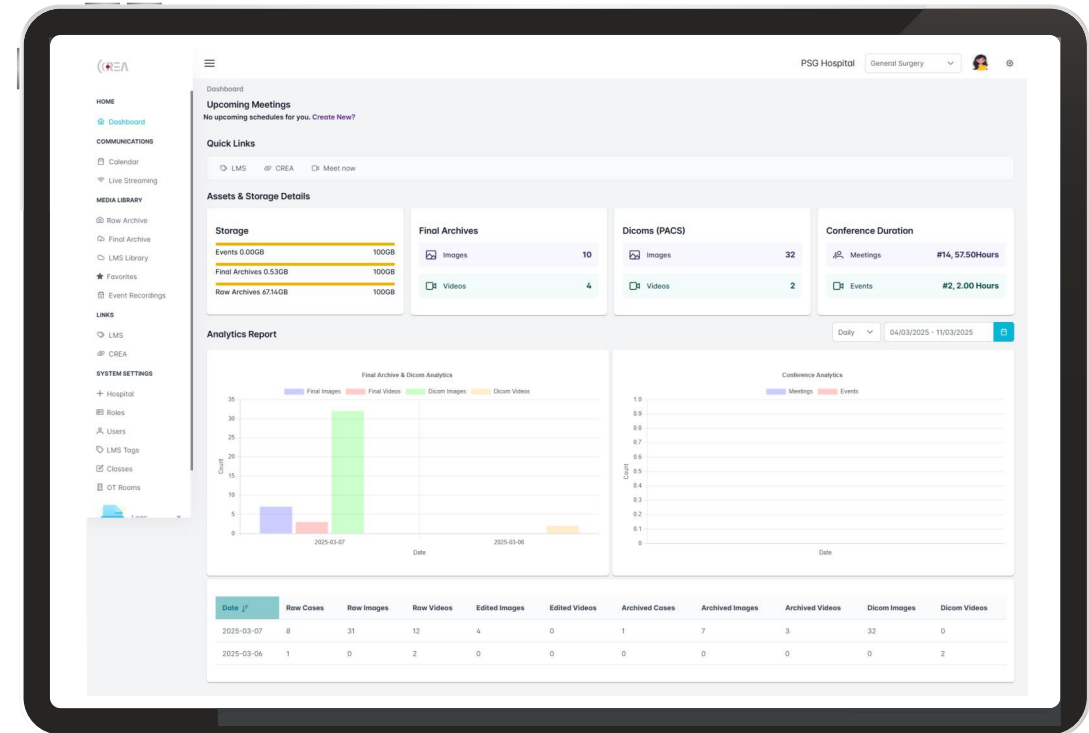 CREA
PSG Hospital General Surgery
HOME
Dashboard
COMMUNICATIONS
Calendar
Live Streaming
MEDIA LIBRARY
Raw Archive
Final Archive
LMS Library
Favorites
Event Recordings
LINKS
LMS
CREA
SYSTEM SETTINGS
Hospital
Roles
Users
LMS Tags
Classes
OT Rooms
Dashboard
Upcoming Meetings
No upcoming schedules for you. Create New?
Quick Links
LMS CREA Meet now
Assets & Storage Details
Storage
Events 0.00GB 100GB
Final Archives 0.53GB 100GB
Raw Archives 67.14GB 100GB
Final Archives
Images 10
Videos 4
Dicoms (PACS)
Images 32
Videos 2
Conference Duration
Meetings #14, 57.50Hours
Events #2, 2.00 Hours
Analytics Report
Daily 04/03/2025 - 11/03/2025
Final Archive & Dicom Analytics
Final Images Final Videos Dicom Images Dicom Videos
35
30
25
20
15
10
5
0
Count
2025-03-07 2025-03-06
Date
Conference Analytics
Meetings Events
1.0
0.9
0.8
0.7
0.6
0.5
0.4
0.3
0.2
0.1
0
Count
Date
Date Raw Cases Raw Images Raw Videos Edited Images Edited Videos Archived Cases Archived Images Archived Videos Dicom Images Dicom Videos
2025-03-07 8 31 12 4 0 1 7 3 32 0
2025-03-06 1 0 2 0 0 0 0 0 0 2